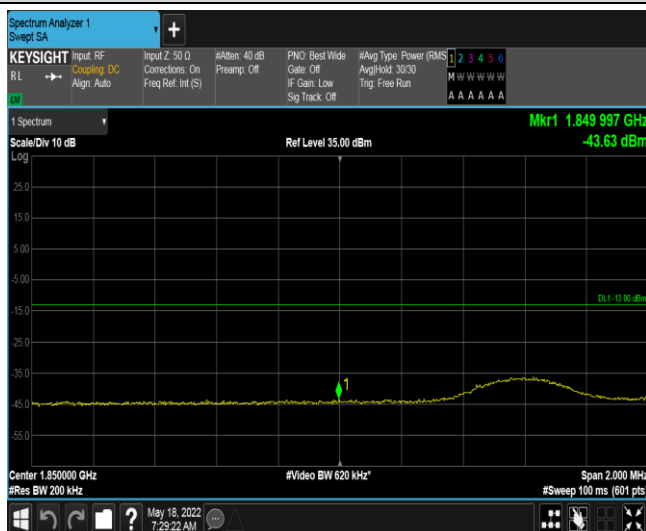 Spectrum Analyzer 1
Swept SA
KEYSIGHT
RL
LXI
Input: RF
Coupling: DC
Align: Auto
Input Z: 50 Ω
Corrections: On
Freq Ref: Int (S)
#Atten: 40 dB
Preamp: Off
PNO: Best Wide
Gate: Off
IF Gain: Low
Sig Track: Off
#Avg Type: Power (RMS
Avg|Hold: 30/30
Trig: Free Run
1 2 3 4 5 6
M W W W W W
A A A A A A
1 Spectrum
Mkr1 1.849 997 GHz
Scale/Div 10 dB
Ref Level 35.00 dBm
-43.63 dBm
Log
25.0
15.0
5.00
-5.00
DL1 -13.00 dBm
-15.0
-25.0
-35.0
1
-45.0
-55.0
Center 1.850000 GHz
#Video BW 620 kHz*
Span 2.000 MHz
#Res BW 200 kHz
#Sweep 100 ms (601 pts)
?
May 18, 2022
7:29:22 AM